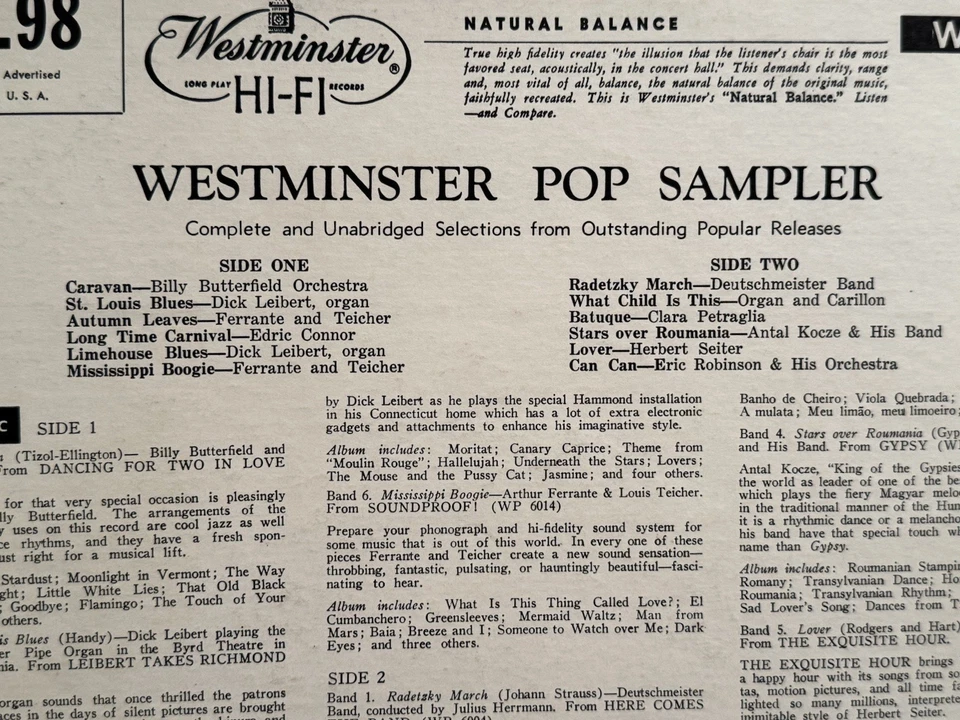 .98
Advertised
U. S. A.
Westminster®
LONG PLAY HI-FI RECORDS
NATURAL BALANCE
True high fidelity creates "the illusion that the listener's chair is the most
favored seat, acoustically, in the concert hall." This demands clarity, range
and, most vital of all, balance, the natural balance of the original music,
faithfully recreated. This is Westminster's "Natural Balance." Listen
—and Compare.
W
WESTMINSTER POP SAMPLER
Complete and Unabridged Selections from Outstanding Popular Releases
SIDE ONE
Caravan—Billy Butterfield Orchestra
St. Louis Blues—Dick Leibert, organ
Autumn Leaves—Ferrante and Teicher
Long Time Carnival—Edric Connor
Limehouse Blues—Dick Leibert, organ
Mississippi Boogie—Ferrante and Teicher
SIDE TWO
Radetzky March—Deutschmeister Band
What Child Is This—Organ and Carillon
Batuque—Clara Petraglia
Stars over Roumania—Antal Kocze & His Band
Lover—Herbert Seiter
Can Can—Eric Robinson & His Orchestra
C SIDE 1
(Tizol-Ellington)— Billy Butterfield and
From DANCING FOR TWO IN LOVE
for that very special occasion is pleasingly
lly Butterfield. The arrangements of the
y uses on this record are cool jazz as well
ce rhythms, and they have a fresh spon-
ust right for a musical lift.
Stardust; Moonlight in Vermont; The Way
ght; Little White Lies; That Old Black
; Goodbye; Flamingo; The Touch of Your
others.
is Blues (Handy)—Dick Leibert playing the
er Pipe Organ in the Byrd Theatre in
nia. From LEIBERT TAKES RICHMOND
organ sounds that once thrilled the patrons
aces in the days of silent pictures are brought
by Dick Leibert as he plays the special Hammond installation
in his Connecticut home which has a lot of extra electronic
gadgets and attachments to enhance his imaginative style.
Album includes: Moritat; Canary Caprice; Theme from
"Moulin Rouge"; Hallelujah; Underneath the Stars; Lovers;
The Mouse and the Pussy Cat; Jasmine; and four others.
Band 6. Mississippi Boogie—Arthur Ferrante & Louis Teicher.
From SOUNDPROOF! (WP 6014)
Prepare your phonograph and hi-fidelity sound system for
some music that is out of this world. In every one of these
pieces Ferrante and Teicher create a new sound sensation—
throbbing, fantastic, pulsating, or hauntingly beautiful—fasci-
nating to hear.
Album includes: What Is This Thing Called Love?; El
Cumbanchero; Greensleeves; Mermaid Waltz; Man from
Mars; Baia; Breeze and I; Someone to Watch over Me; Dark
Eyes; and three others.
SIDE 2
Band 1. Radetzky March (Johann Strauss)—Deutschmeister
Band, conducted by Julius Herrmann. From HERE COMES
Banho de Cheiro; Viola Quebrada;
A mulata; Meu limão, meu limoeiro;
Band 4. Stars over Roumania (Gyp
and His Band. From GYPSY (W
Antal Kocze, "King of the Gypsies
the world as leader of one of the be
which plays the fiery Magyar melo
in the traditional manner of the Hun
it is a rhythmic dance or a melancho
his band have that special touch wh
name than Gypsy.
Album includes: Roumanian Stampin
Romany; Transylvanian Dance; Ho
Roumania; Transylvanian Rhythm;
Sad Lover's Song; Dances from T
Band 5. Lover (Rodgers and Hart)
From THE EXQUISITE HOUR.
THE EXQUISITE HOUR brings
a happy hour with its songs from so
tas, motion pictures, and all time fa
lighted so many millions, interprete
inimitable style of Herbert Seiter.